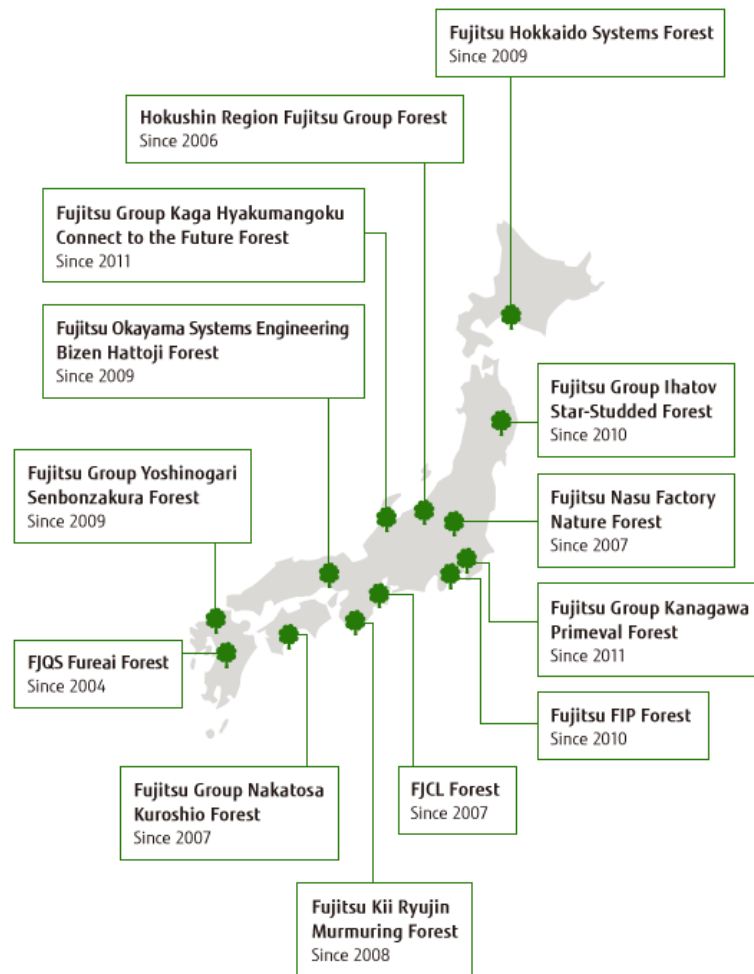 Fujitsu Hokkaido Systems Forest
Since 2009
Hokushin Region Fujitsu Group Forest
Since 2006
Fujitsu Group Kaga Hyakumangoku
Connect to the Future Forest
Since 2011
Fujitsu Okayama Systems Engineering
Bizen Hattoji Forest
Since 2009
Fujitsu Group Ihatov
Star-Studded Forest
Since 2010
Fujitsu Group Yoshinogari
Senbonzakura Forest
Since 2009
Fujitsu Nasu Factory
Nature Forest
Since 2007
Fujitsu Group Kanagawa
Primeval Forest
Since 2011
FJQS Fureai Forest
Since 2004
Fujitsu FIP Forest
Since 2010
Fujitsu Group Nakatosa
Kuroshio Forest
Since 2007
FJCL Forest
Since 2007
Fujitsu Kii Ryujin
Murmuring Forest
Since 2008